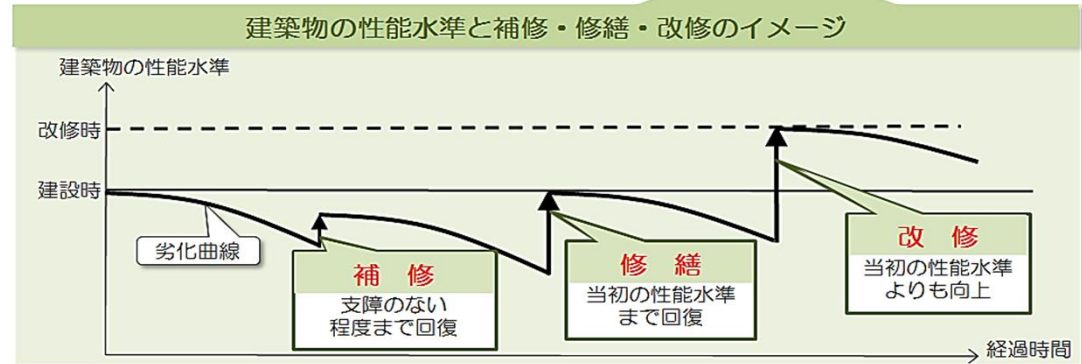 建築物の性能水準と補修・修繕・改修のイメージ
建築物の性能水準
改修時
建設時
劣化曲線
補 修
支障のない
程度まで回復
修 繕
当初の性能水準
まで回復
改 修
当初の性能水準
よりも向上
経過時間